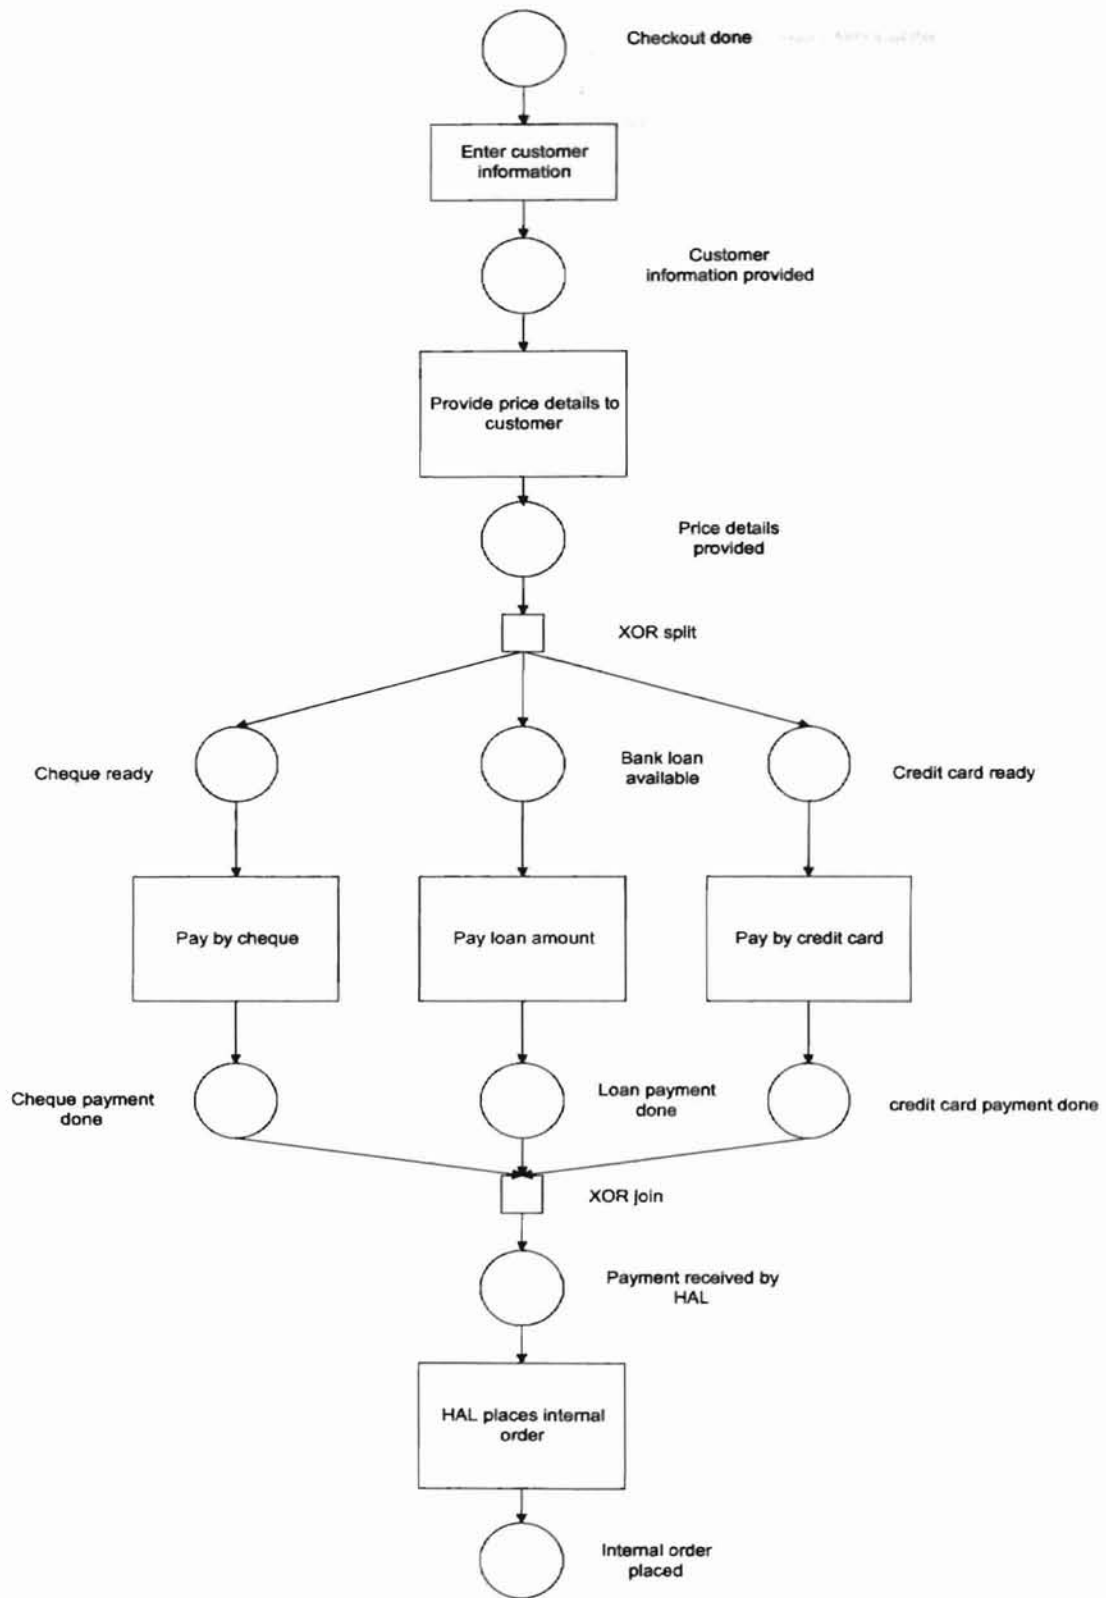 Checkout done
Enter customer
information
Customer
information provided
Provide price details to
customer
Price details
provided
XOR split
Cheque ready
Bank loan
available
Credit card ready
Pay by cheque
Pay loan amount
Pay by credit card
Cheque payment
done
Loan payment
done
credit card payment done
XOR join
Payment received by
HAL
HAL places internal
order
Internal order
placed